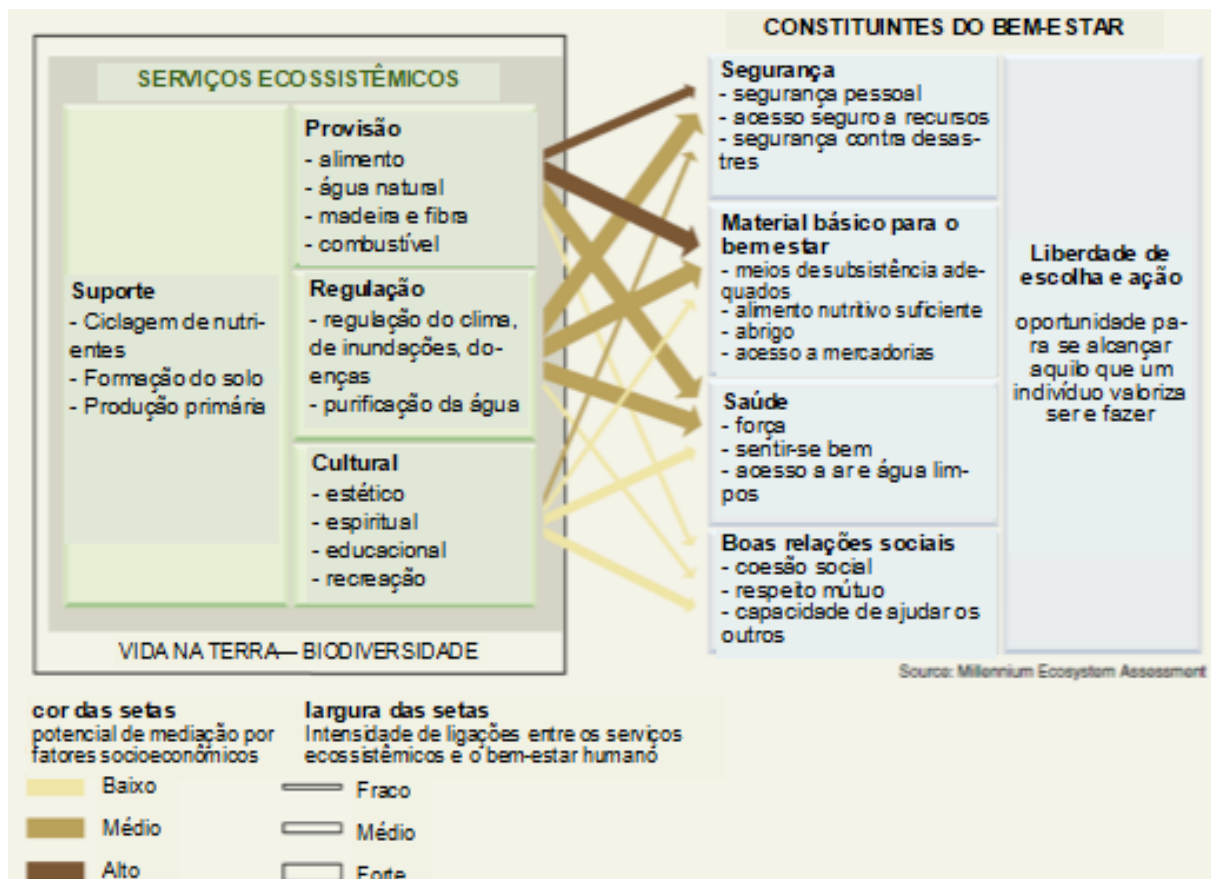 CONSTITUINTES DO BEM-ESTAR
SERVIÇOS ECOSSISTÊMICOS
Suporte
- Ciclagem de nutri-
entes
- Formação do solo
- Produção primária
Provisão
- alimento
- água natural
- madeira e fibra
- combustível
Regulação
- regulação do clima,
de inundações, do-
enças
- purificação da água
Cultural
- estético
- espiritual
- educacional
- recreação
VIDA NA TERRA— BIODIVERSIDADE
Segurança
- segurança pessoal
- acesso seguro a recursos
- segurança contra desas-
tres
Material básico para o
bem estar
- meios de subsistência ade-
quados
- alimento nutritivo suficiente
- abrigo
- acesso a mercadorias
Saúde
- força
- sentir-se bem
- acesso a ar e água lim-
pos
Boas relações sociais
- coesão social
- respeito mútuo
- capacidade de ajudar os
outros
Liberdade de
escolha e ação
oportunidade pa-
ra se alcançar
aquilo que um
indivíduo valoriza
ser e fazer
Source: Millennium Ecosystem Assessment
cor das setas
potencial de mediação por
fatores socioeconômicos
Baixo
Médio
Alto
largura das setas
Intensidade de ligações entre os serviços
ecossistêmicos e o bem-estar humano
Fraco
Médio
Forte